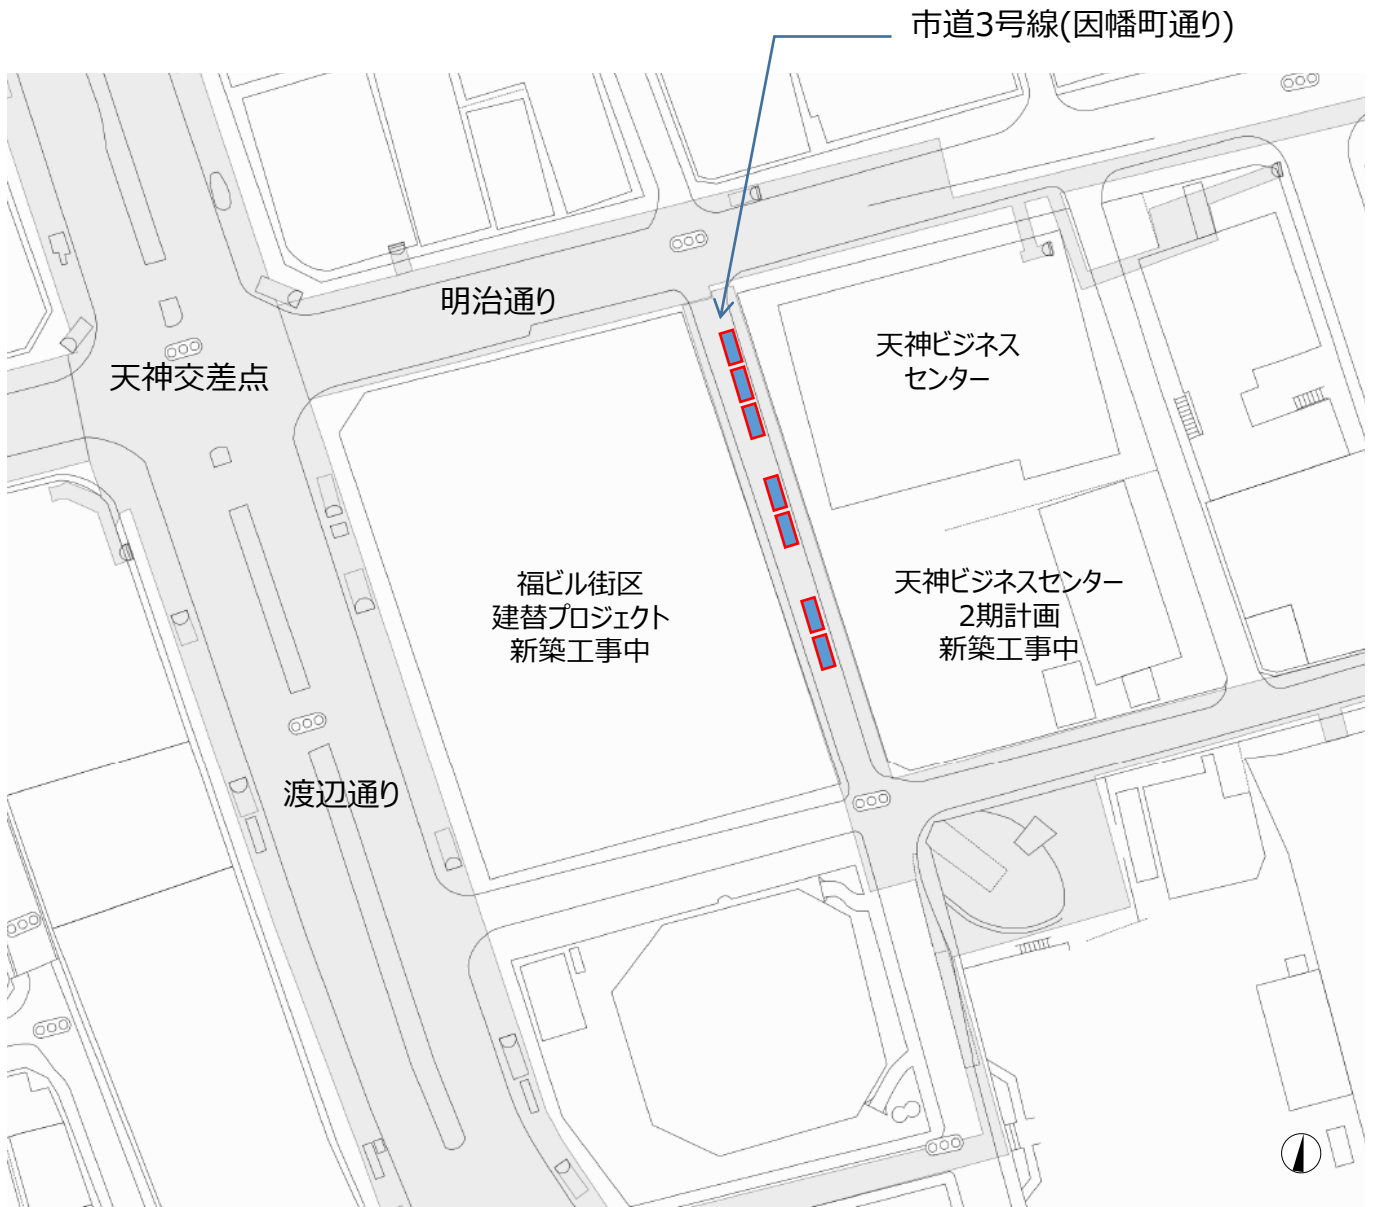 市道3号線(因幡町通り)
明治通り
天神交差点
天神ビジネス
センター
福ビル街区
建替プロジェクト
新築工事中
天神ビジネスセンター
2期計画
新築工事中
渡辺通り